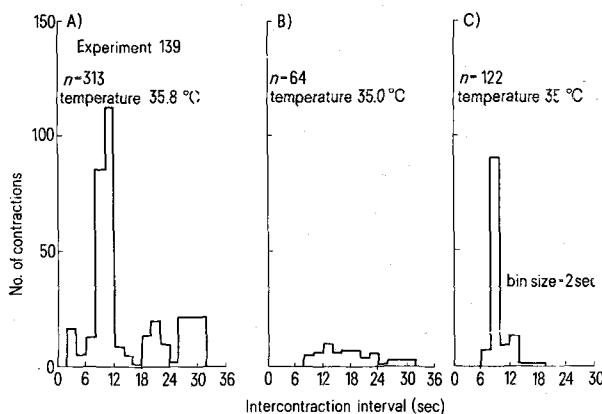 A)
Experiment 139
n=313
temperature 35.8 °C
B)
n=64
temperature 35.0 °C
C)
n=122
temperature 35 °C
bin size=2sec
150
100
50
0
No. of contractions
0 6 12 18 24 30 36
0 6 12 18 24 30 36
0 6 12 18 24 30
Intercontraction interval (sec)